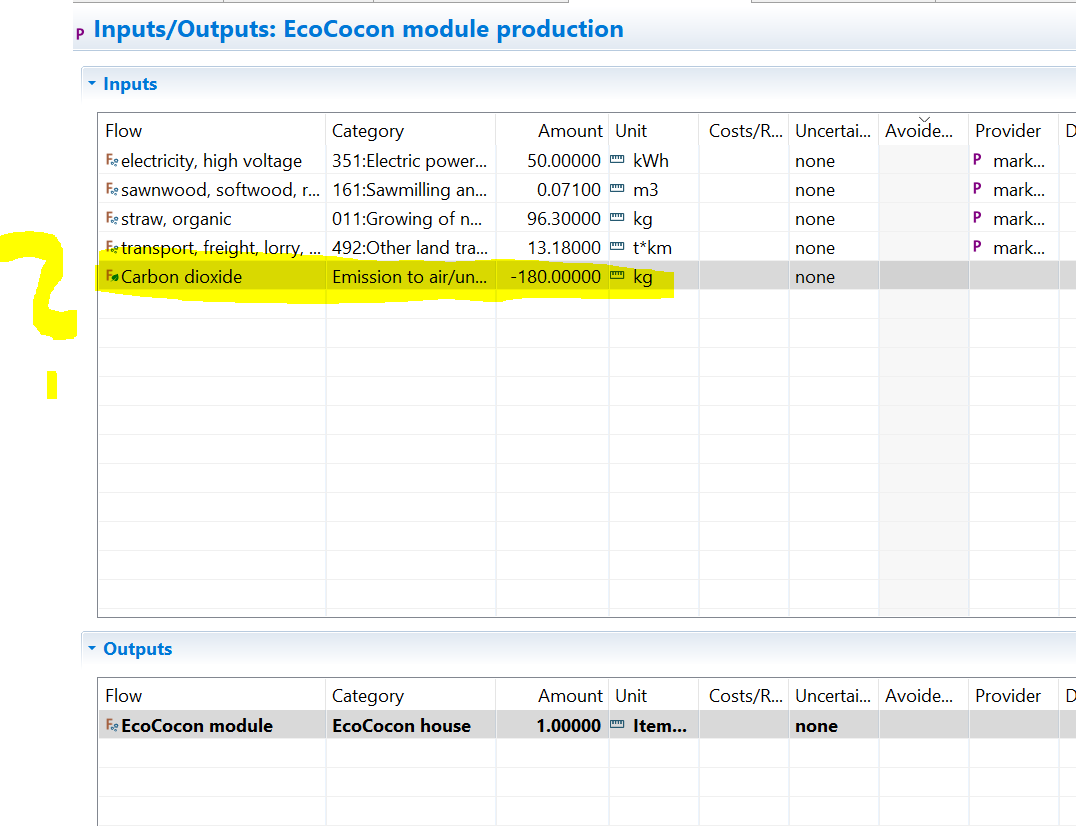 P Inputs/Outputs: EcoCocon module production
Inputs
Flow Category Amount Unit Costs/R... Uncertai... Avoide... Provider D
electricity, high voltage 351:Electric power... 50.00000 kWh none P mark...
sawnwood, softwood, r... 161:Sawmilling an... 0.07100 m3 none P mark...
straw, organic 011:Growing of n... 96.30000 kg none P mark...
transport, freight, lorry, ... 492:Other land tra... 13.18000 t*km none P mark...
Carbon dioxide Emission to air/un... -180.00000 kg none
?
Outputs
Flow Category Amount Unit Costs/R... Uncertai... Avoide... Provider D
EcoCocon module EcoCocon house 1.00000 Item... none